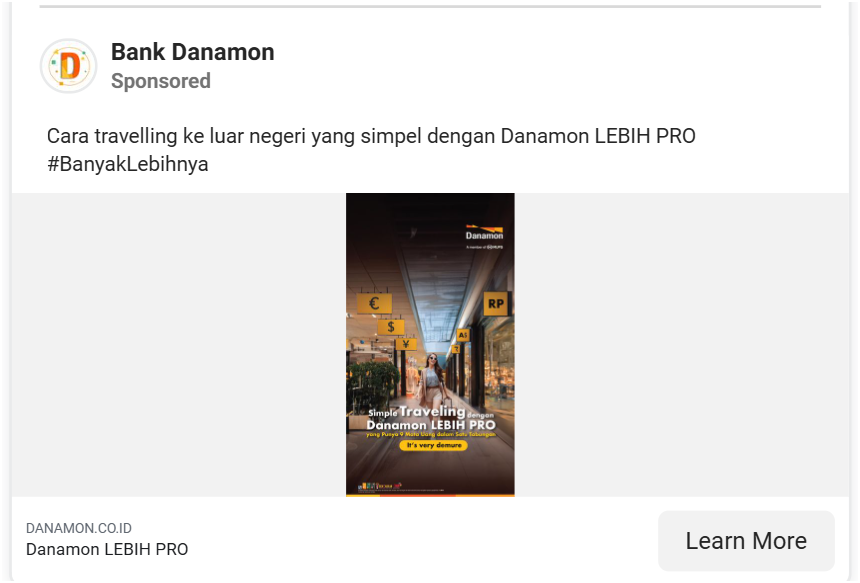 Bank Danamon
Sponsored
Cara travelling ke luar negeri yang simpel dengan Danamon LEBIH PRO
#BanyakLebihnya
Danamon
A member of MUFG
€
RP
$
A$
¥
Simple Traveling dengan
Danamon LEBIH PRO
yang Punya 9 Mata Uang dalam Satu Tabungan
It's very demure
DANAMON.CO.ID
Danamon LEBIH PRO
Learn More